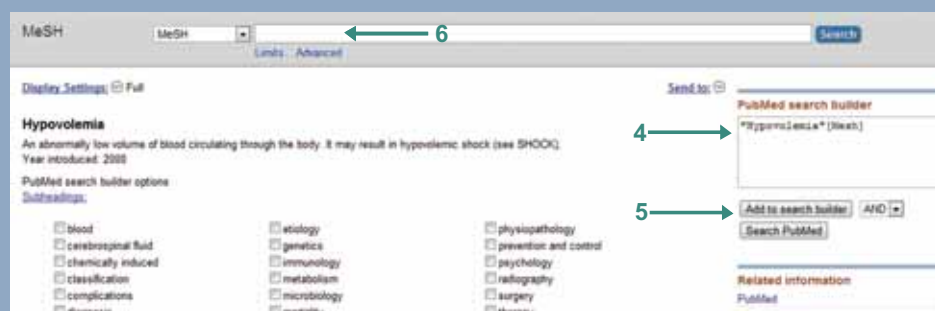 MeSH
MeSH
6
Search
Limits Advanced
Display Settings: Full
Send to:
Hypovolemia
An abnormally low volume of blood circulating through the body. It may result in hypovolemic shock (see SHOCK).
Year introduced: 2000
PubMed search builder options
Subheadings:
blood
cerebrospinal fluid
chemically induced
classification
complications
diagnosis
etiology
genetics
immunology
metabolism
microbiology
mortality
physiopathology
prevention and control
psychology
radiography
surgery
therapy
PubMed search builder
4
"Hypovolemia"[Mesh]
5
Add to search builder AND
Search PubMed
Related information
PubMed